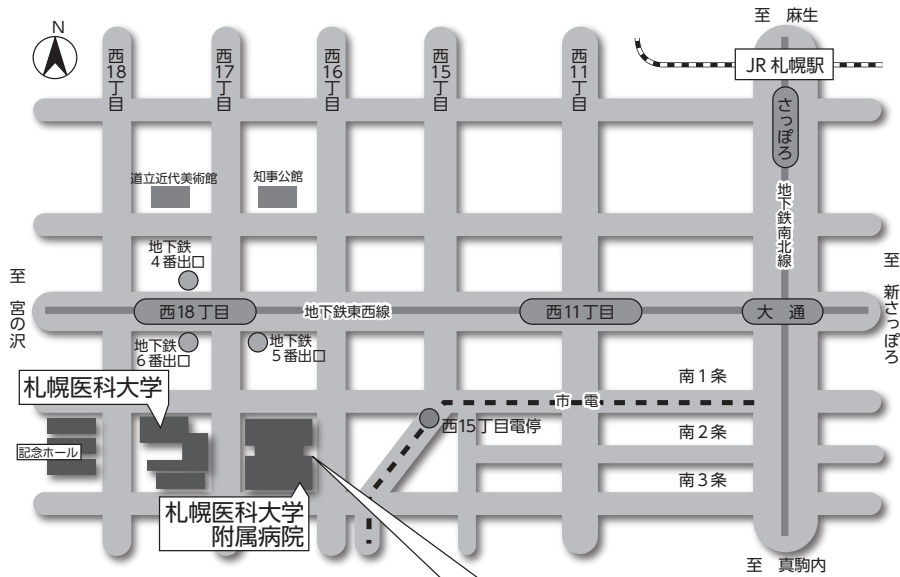 N
至 麻生
西18丁目
西17丁目
西16丁目
西15丁目
西11丁目
JR 札幌駅
さっぽろ
道立近代美術館
知事公館
地下鉄南北線
地下鉄
4番出口
至 宮の沢
西18丁目
地下鉄東西線
西11丁目
大 通
至 新さっぽろ
地下鉄
6番出口
地下鉄
5番出口
札幌医科大学
南1条
市 電
西15丁目電停
南2条
記念ホール
南3条
札幌医科大学
附属病院
至 真駒内